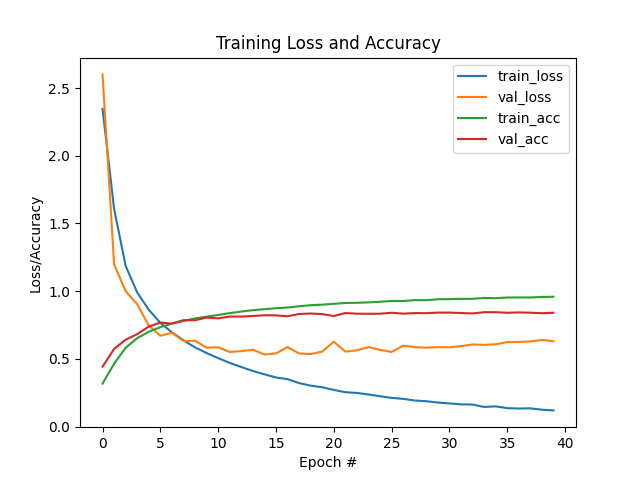 Training Loss and Accuracy
train_loss
val_loss
train_acc
val_acc
Loss/Accuracy
2.5
2.0
1.5
1.0
0.5
0.0
0 5 10 15 20 25 30 35 40
Epoch #